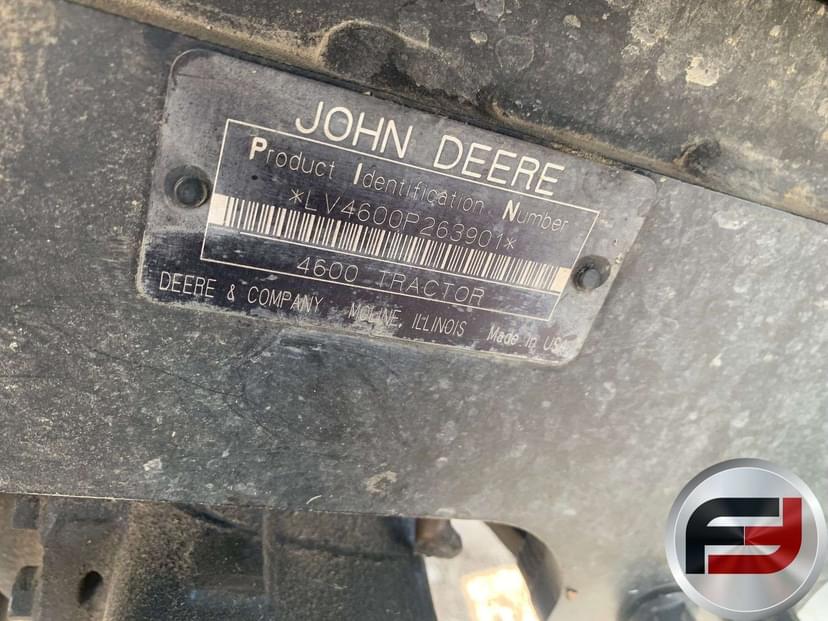 JOHN DEERE
Product Identification Number
*LV4600P263901*
4600 TRACTOR
DEERE & COMPANY MOLINE, ILLINOIS Made in USA